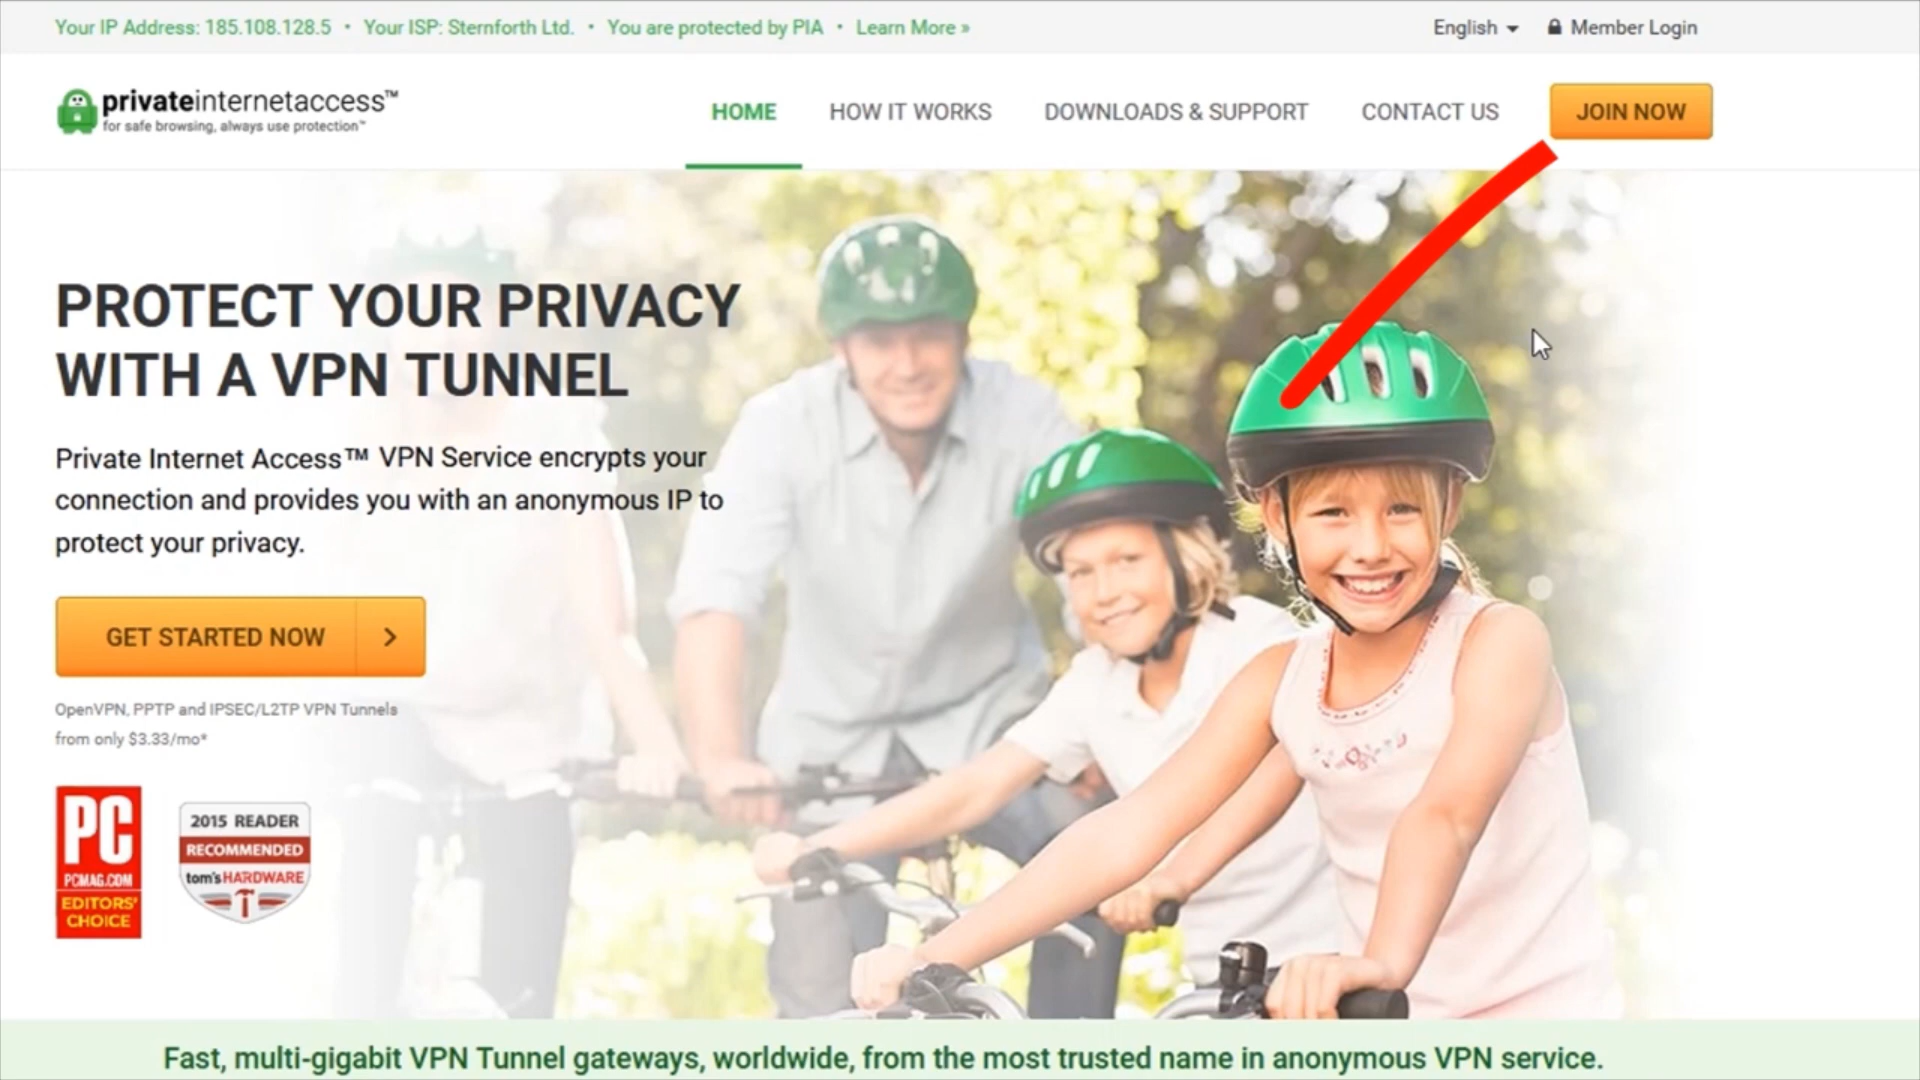 Your IP Address: 185.108.128.5 • Your ISP: Sternforth Ltd. • You are protected by PIA • Learn More »
English
Member Login
privateinternetaccess™
for safe browsing, always use protection™
HOME
HOW IT WORKS
DOWNLOADS & SUPPORT
CONTACT US
JOIN NOW
PROTECT YOUR PRIVACY
WITH A VPN TUNNEL
Private Internet Access™ VPN Service encrypts your
connection and provides you with an anonymous IP to
protect your privacy.
GET STARTED NOW
OpenVPN, PPTP and IPSEC/L2TP VPN Tunnels
from only $3.33/mo*
PC
PCMAG.COM
EDITORS'
CHOICE
2015 READER
RECOMMENDED
tom's HARDWARE
Fast, multi-gigabit VPN Tunnel gateways, worldwide, from the most trusted name in anonymous VPN service.